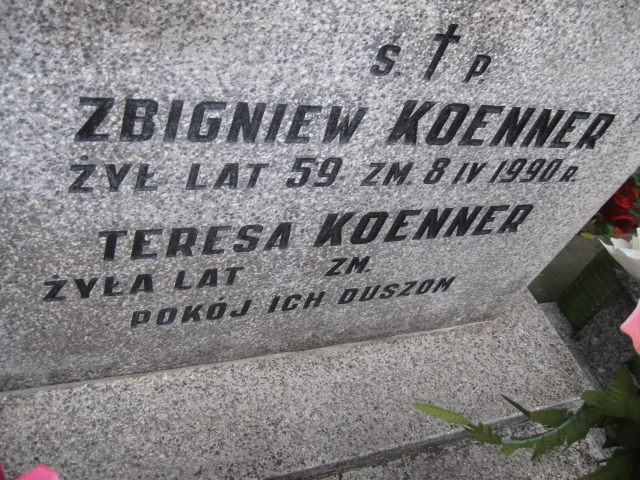 Ś. † P
ZBIGNIEW KOENNER
ŻYŁ LAT 59 ZM. 8 IV 1990 R.
TERESA KOENNER
ŻYŁA LAT ZM.
POKÓJ ICH DUSZOM